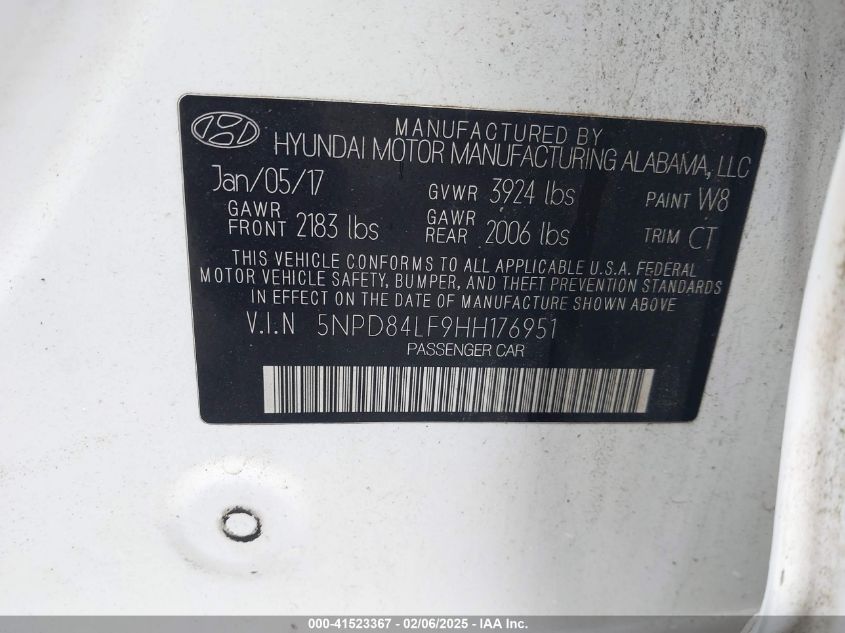 MANUFACTURED BY
HYUNDAI MOTOR MANUFACTURING ALABAMA, LLC
Jan/05/17 GVWR 3924 lbs PAINT W8
GAWR FRONT 2183 lbs GAWR REAR 2006 lbs TRIM CT
THIS VEHICLE CONFORMS TO ALL APPLICABLE U.S.A. FEDERAL
MOTOR VEHICLE SAFETY, BUMPER, AND THEFT PREVENTION STANDARDS
IN EFFECT ON THE DATE OF MANUFACTURE SHOWN ABOVE
V.I.N 5NPD84LF9HH176951
PASSENGER CAR
000-41523367 - 02/06/2025 - IAA, Inc.